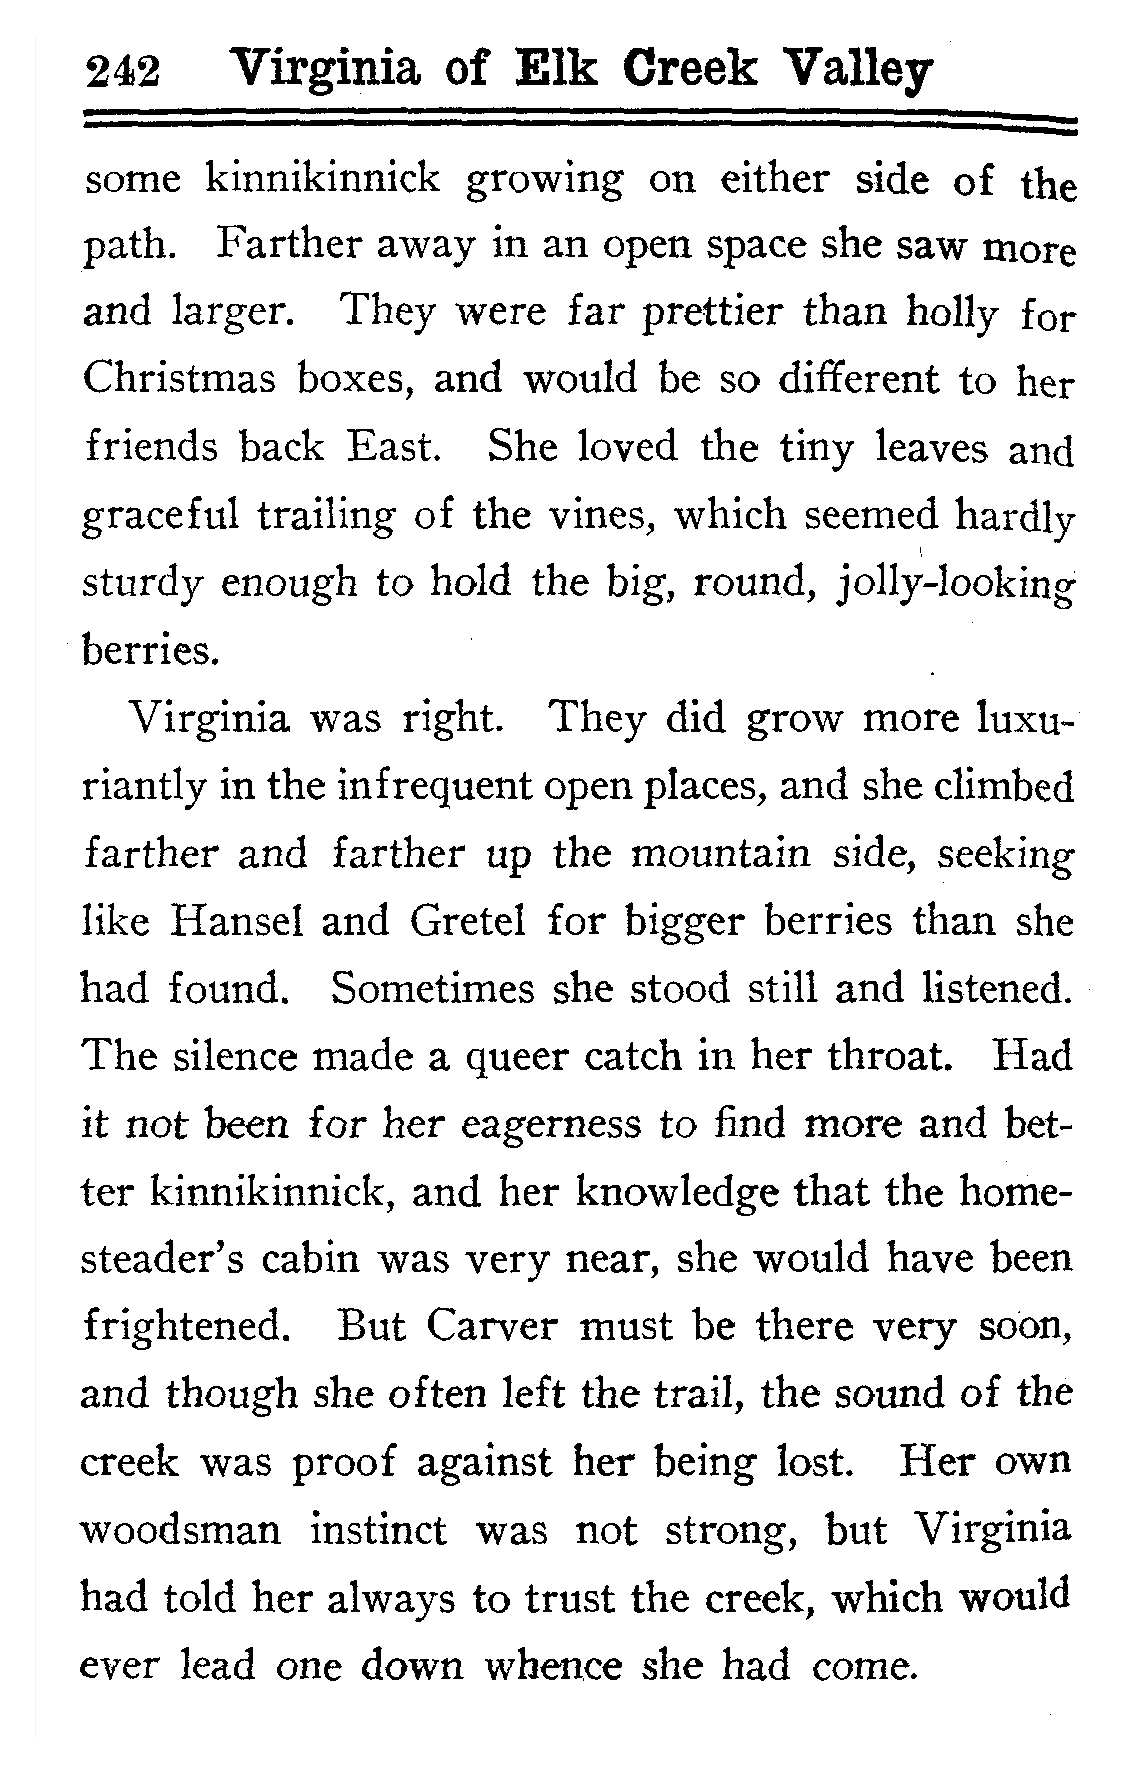 242 Virginia of Elk Creek Valley
some kinnikinnick growing on either side of the
path. Farther away in an open space she saw more
and larger. They were far prettier than holly for
Christmas boxes, and would be so different to her
friends back East. She loved the tiny leaves and
graceful trailing of the vines, which seemed hardly
sturdy enough to hold the big, round, jolly-looking
berries.
Virginia was right. They did grow more luxu-
riantly in the infrequent open places, and she climbed
farther and farther up the mountain side, seeking
like Hansel and Gretel for bigger berries than she
had found. Sometimes she stood still and listened.
The silence made a queer catch in her throat. Had
it not been for her eagerness to find more and bet-
ter kinnikinnick, and her knowledge that the home-
steader's cabin was very near, she would have been
frightened. But Carver must be there very soon,
and though she often left the trail, the sound of the
creek was proof against her being lost. Her own
woodsman instinct was not strong, but Virginia
had told her always to trust the creek, which would
ever lead one down whence she had come.